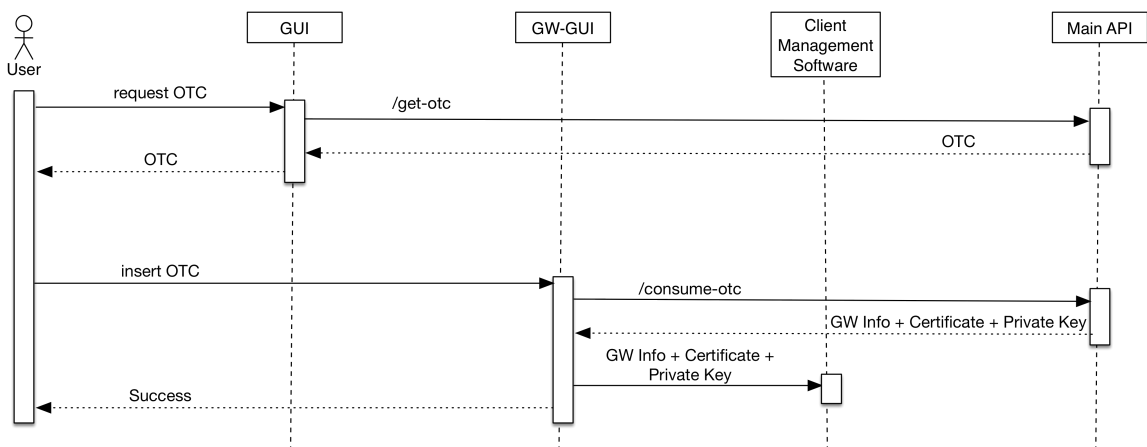 GUI
GW-GUI
Client
Management
Software
Main API
User
request OTC
/get-otc
OTC
OTC
insert OTC
/consume-otc
GW Info + Certificate + Private Key
GW Info + Certificate +
Private Key
Success